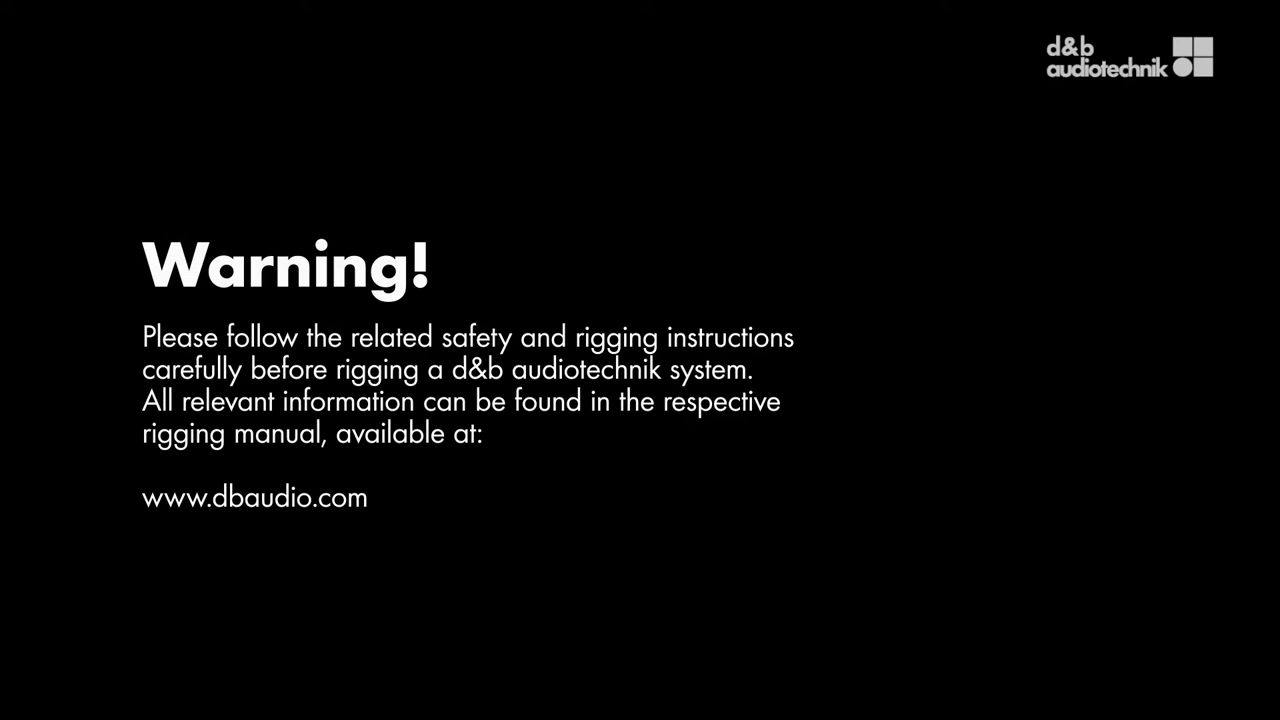 d&b
audiotechnik
Warning!
Please follow the related safety and rigging instructions
carefully before rigging a d&b audiotechnik system.
All relevant information can be found in the respective
rigging manual, available at:
www.dbaudio.com